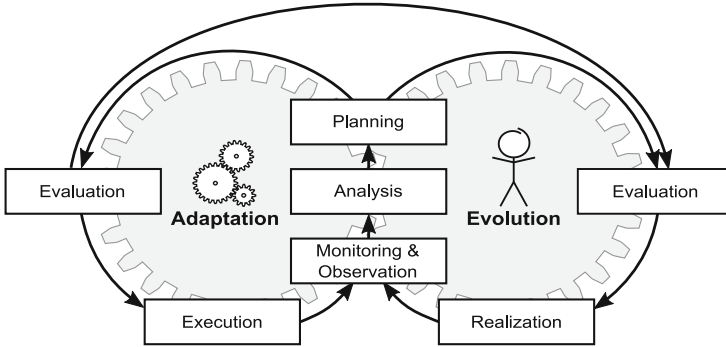 Planning
Evaluation
Analysis
Evaluation
Adaptation
Evolution
Monitoring &
Observation
Execution
Realization